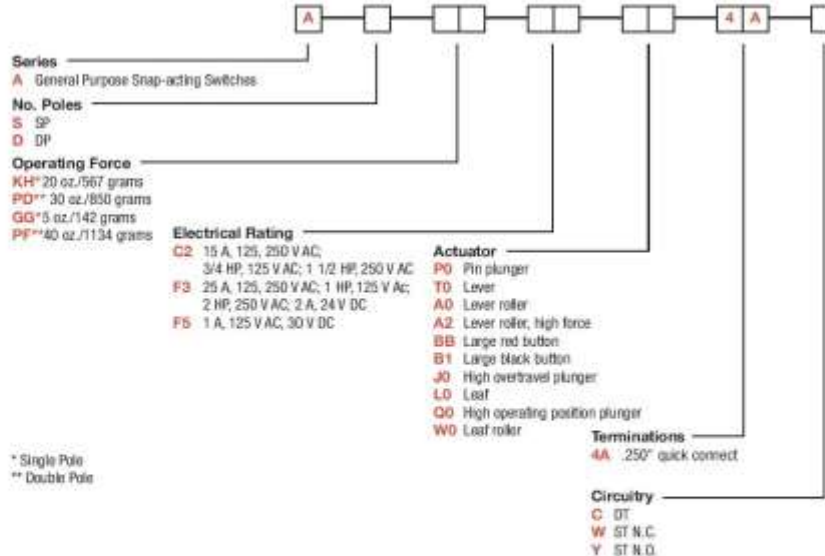 A 4 A
Series
A General Purpose Snap-acting Switches
No. Poles
S SP
D DP
Operating Force
KH* 20 oz./567 grams
PD** 30 oz./850 grams
GG* 5 oz./142 grams
PF** 40 oz./1134 grams
Electrical Rating
C2 15 A, 125, 250 V AC;
3/4 HP, 125 V AC; 1 1/2 HP, 250 V AC
F3 25 A, 125, 250 V AC; 1 HP, 125 V Ac;
2 HP, 250 V AC; 2 A, 24 V DC
F5 1 A, 125 V AC, 30 V DC
Actuator
P0 Pin plunger
T0 Lever
A0 Lever roller
A2 Lever roller, high force
BB Large red button
B1 Large black button
J0 High overtravel plunger
L0 Leaf
Q0 High operating position plunger
W0 Leaf roller
Terminations
4A .250" quick connect
* Single Pole
** Double Pole
Circuitry
C DT
W ST N.C.
Y ST N.O.